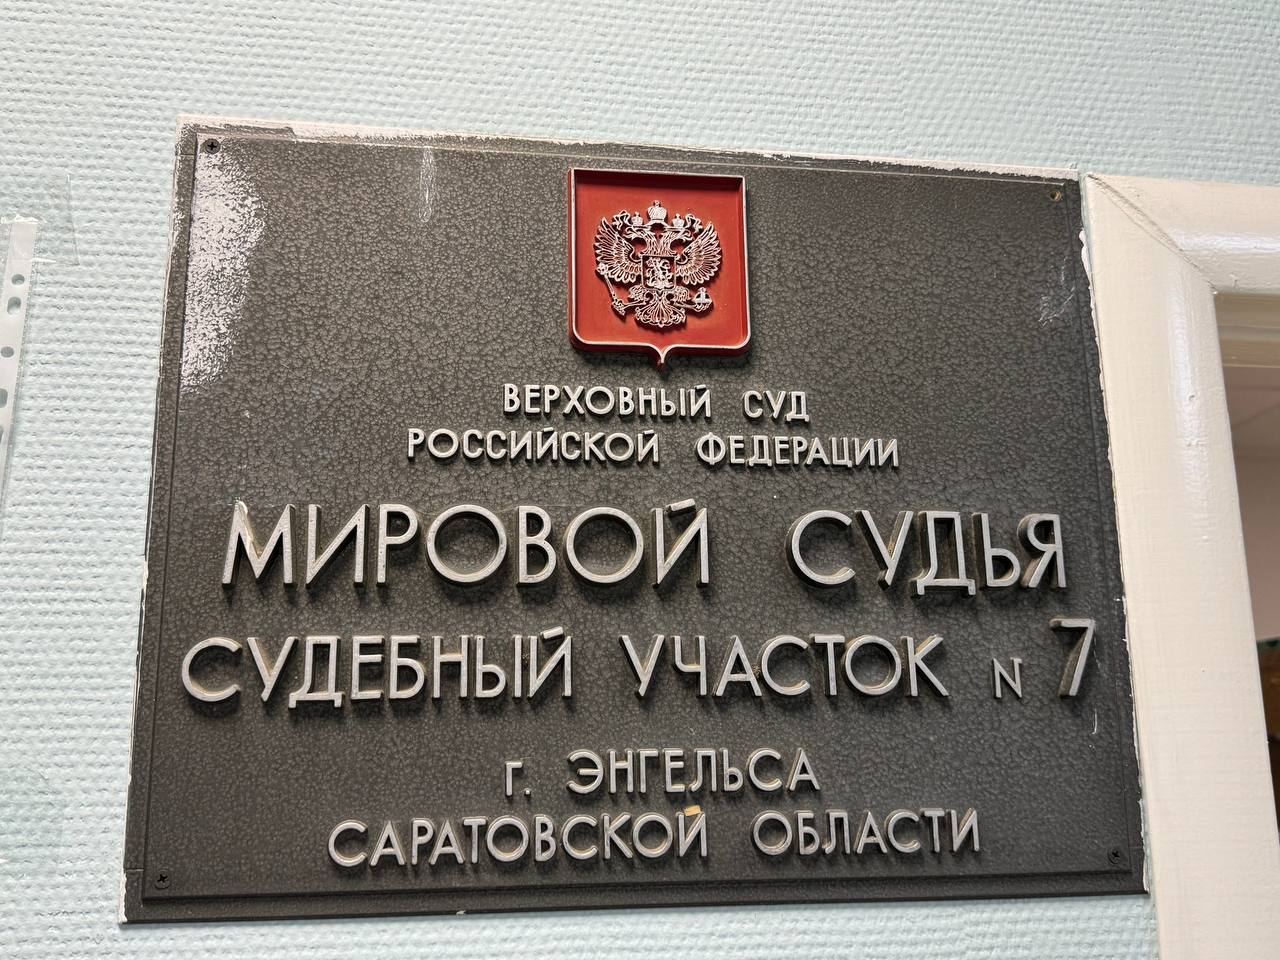 ВЕРХОВНЫЙ СУД
РОССИЙСКОЙ ФЕДЕРАЦИИ
МИРОВОЙ СУДЬЯ
СУДЕБНЫЙ УЧАСТОК N 7
г. ЭНГЕЛЬСА
САРАТОВСКОЙ ОБЛАСТИ